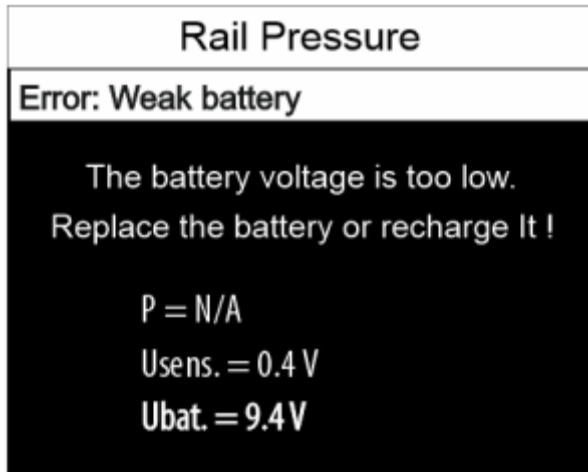 Rail Pressure
Error: Weak battery
The battery voltage is too low.
Replace the battery or recharge It !
P = N/A
Usens. = 0.4 V
Ubat. = 9.4 V